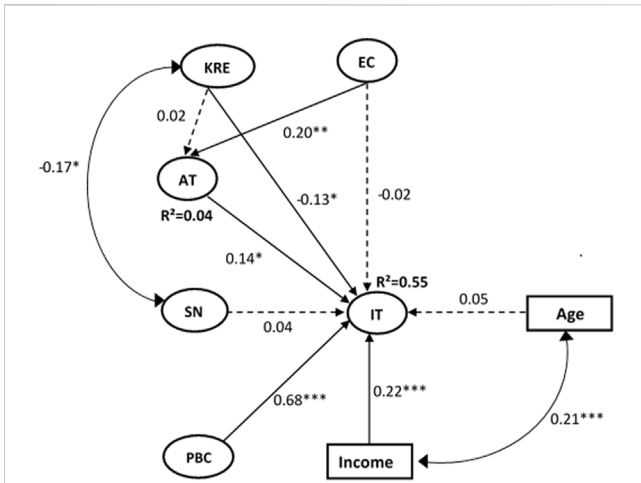 KRE
EC
0.02
0.20**
-0.17*
AT
-0.13*
-0.02
R²=0.04
0.14*
R²=0.55
SN
0.04
IT
0.05
Age
0.68***
0.22***
0.21***
PBC
Income